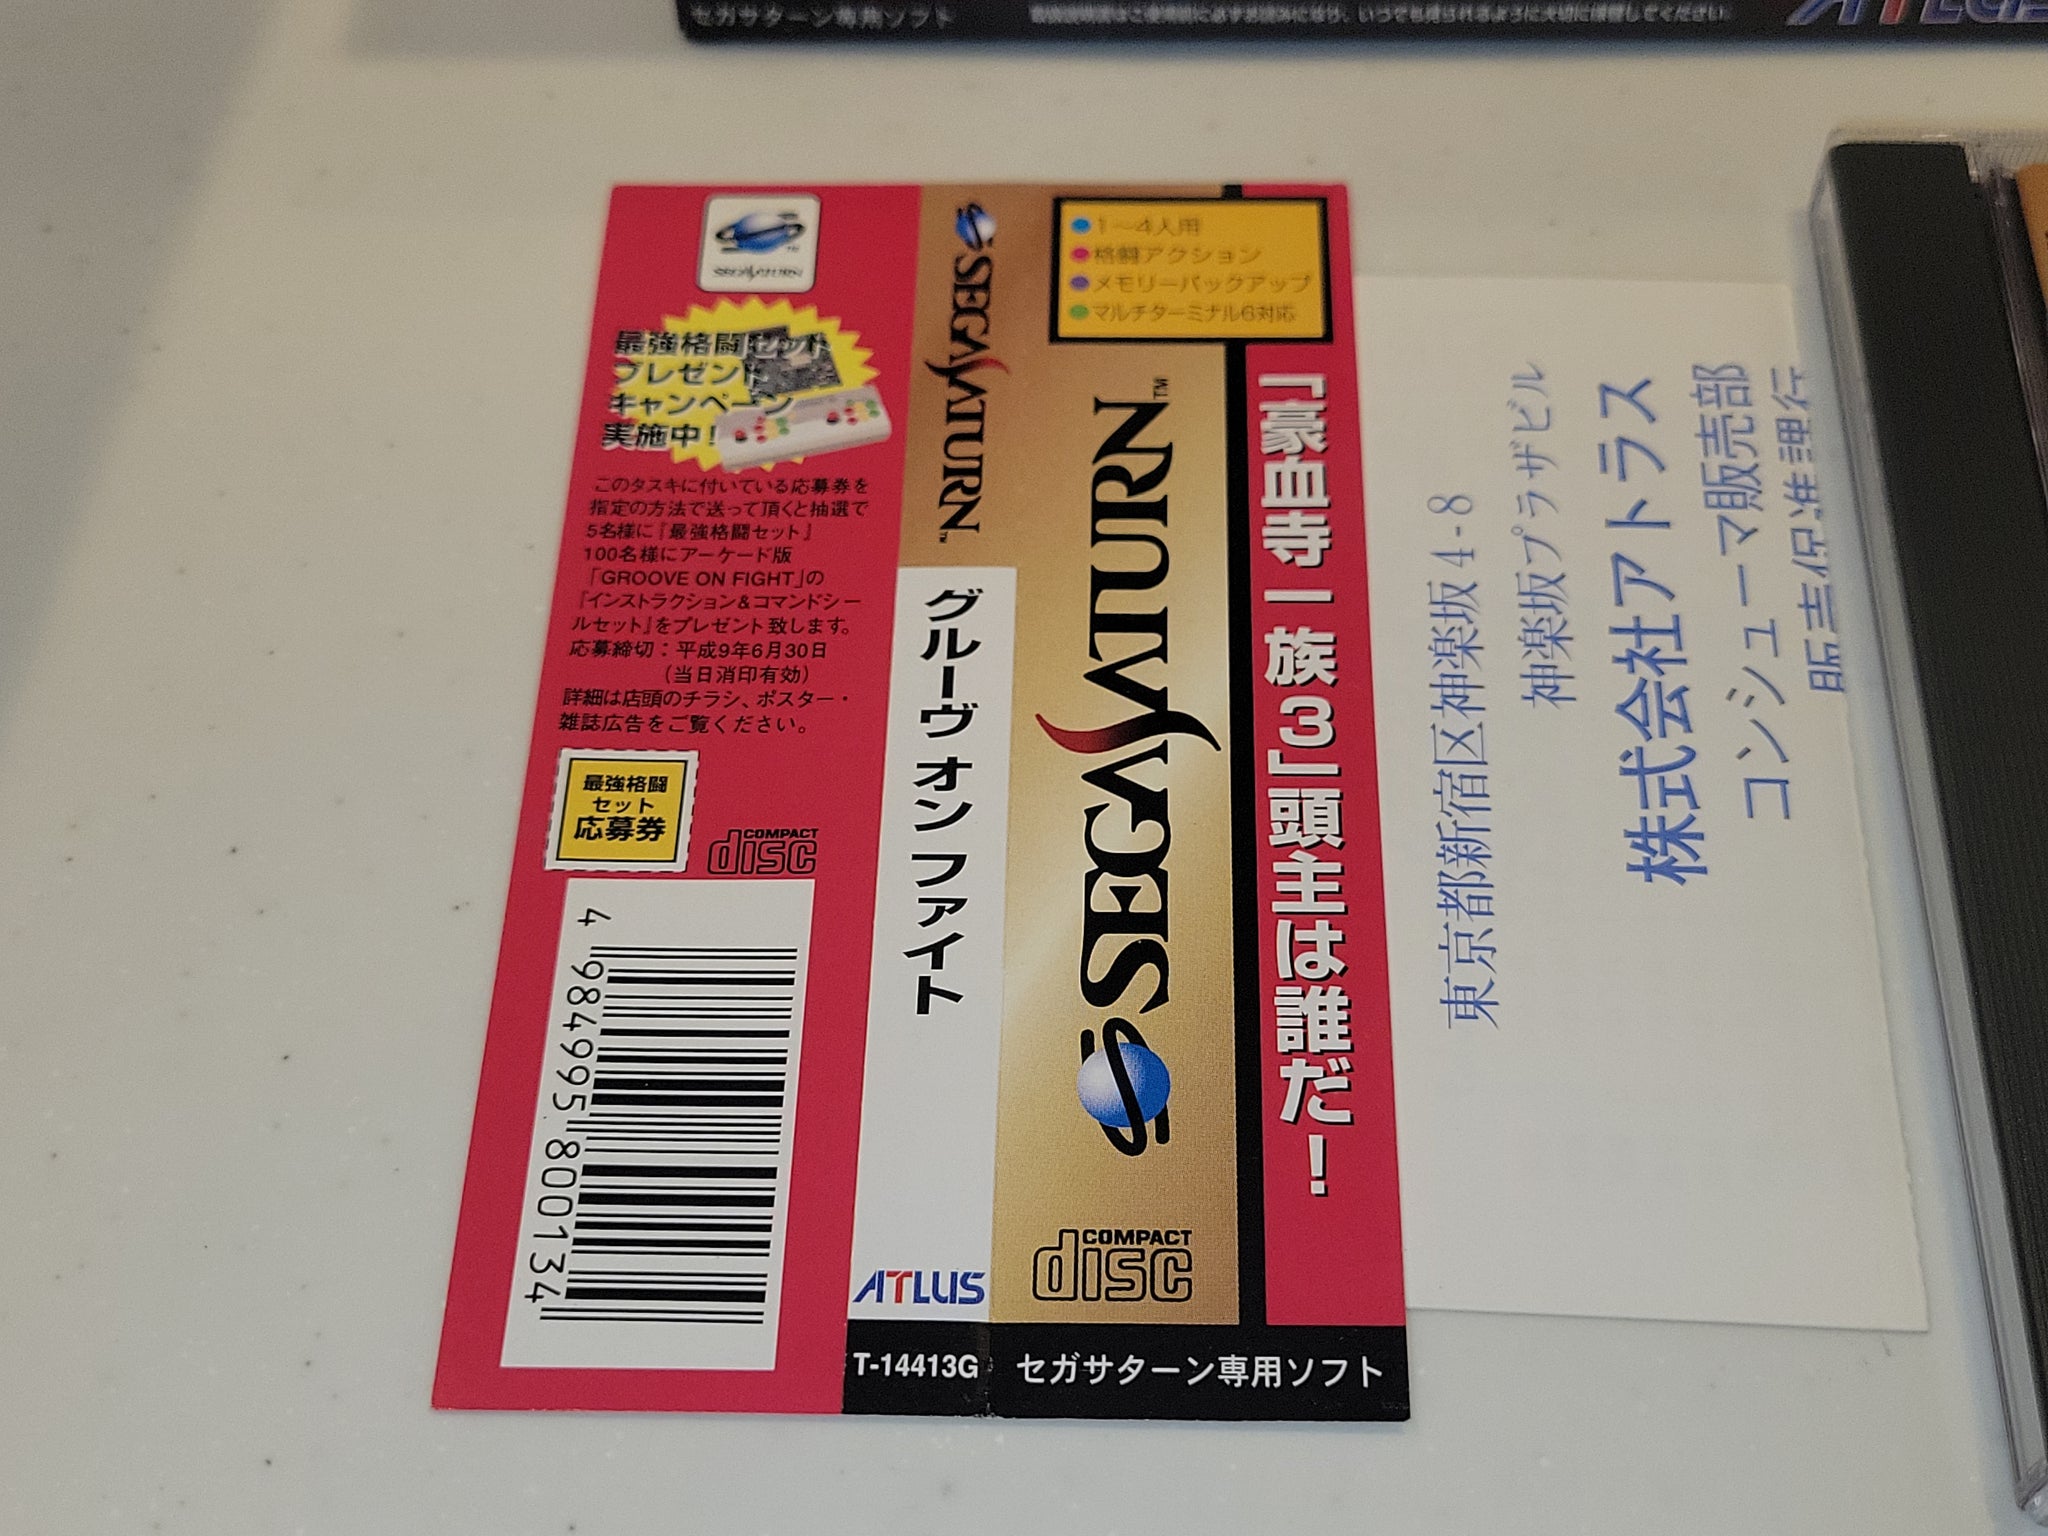 セガサターン専用ソフト
ATLUS
SEGA SATURN
最強格闘セット
プレゼント
キャンペーン
実施中!
このタスキに付いている応募券を
指定の方法で送って頂くと抽選で
5名様に『最強格闘セット』
100名様にアーケード版
「GROOVE ON FIGHT」の
『インストラクション&コマンドシー
ルセット』をプレゼント致します。
応募締切:平成9年6月30日
(当日消印有効)
詳細は店頭のチラシ、ポスター・
雑誌広告をご覧ください。
最強格闘
セット
応募券
COMPACT
disc
4 984995 800134
SEGA SATURN™
グルーヴ オン ファイト
ATLUS
T-14413G
1〜4人用
格闘アクション
メモリーバックアップ
マルチターミナル6対応
SEGA SATURN™
COMPACT
disc
「豪血寺一族3」頭主は誰だ!
セガサターン専用ソフト
東京都新宿区神楽坂4-8
神楽坂プラザビル
株式会社アトラス
コンシューマ販売部